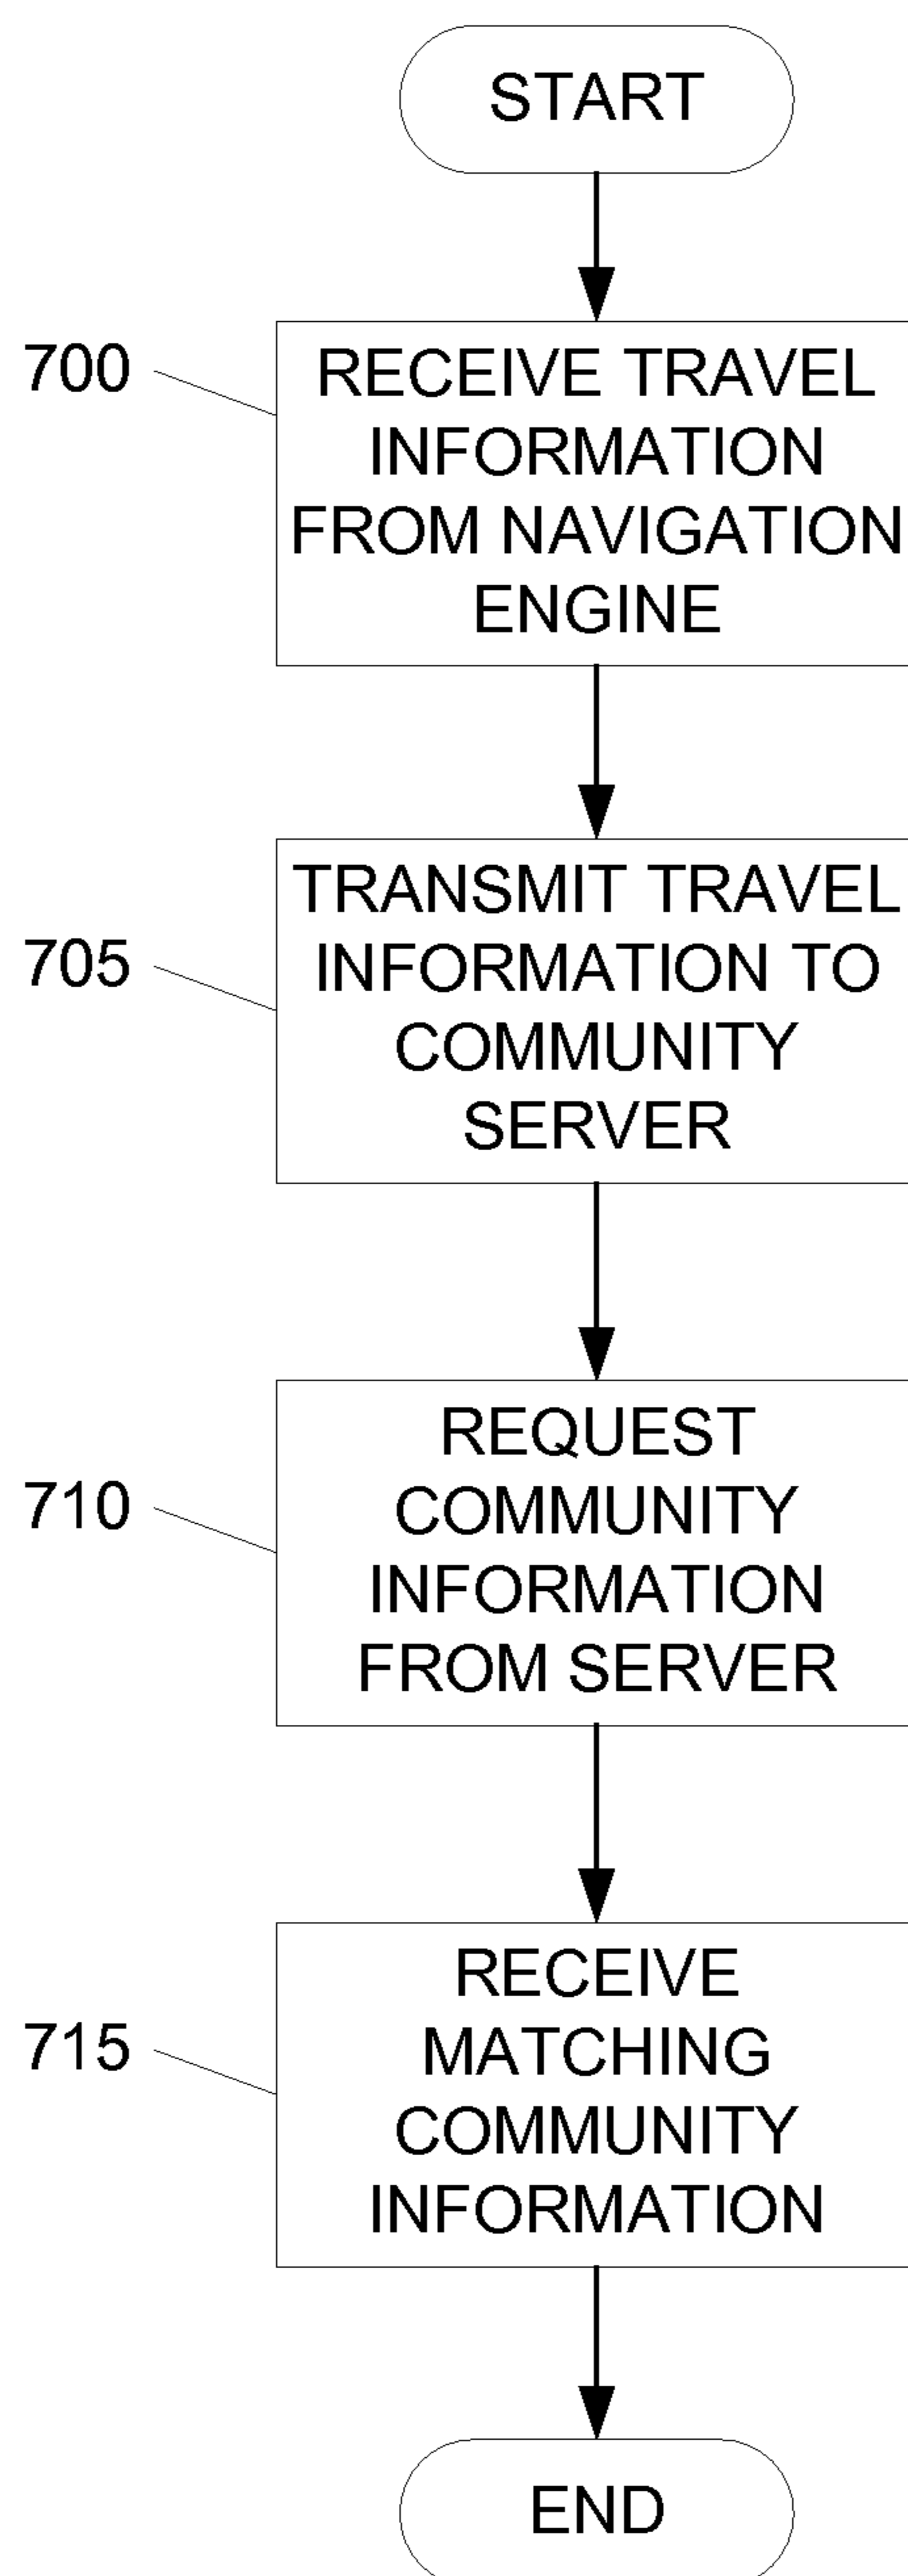 START
700
RECEIVE TRAVEL
INFORMATION
FROM NAVIGATION
ENGINE
705
TRANSMIT TRAVEL
INFORMATION TO
COMMUNITY
SERVER
710
REQUEST
COMMUNITY
INFORMATION
FROM SERVER
715
RECEIVE
MATCHING
COMMUNITY
INFORMATION
END